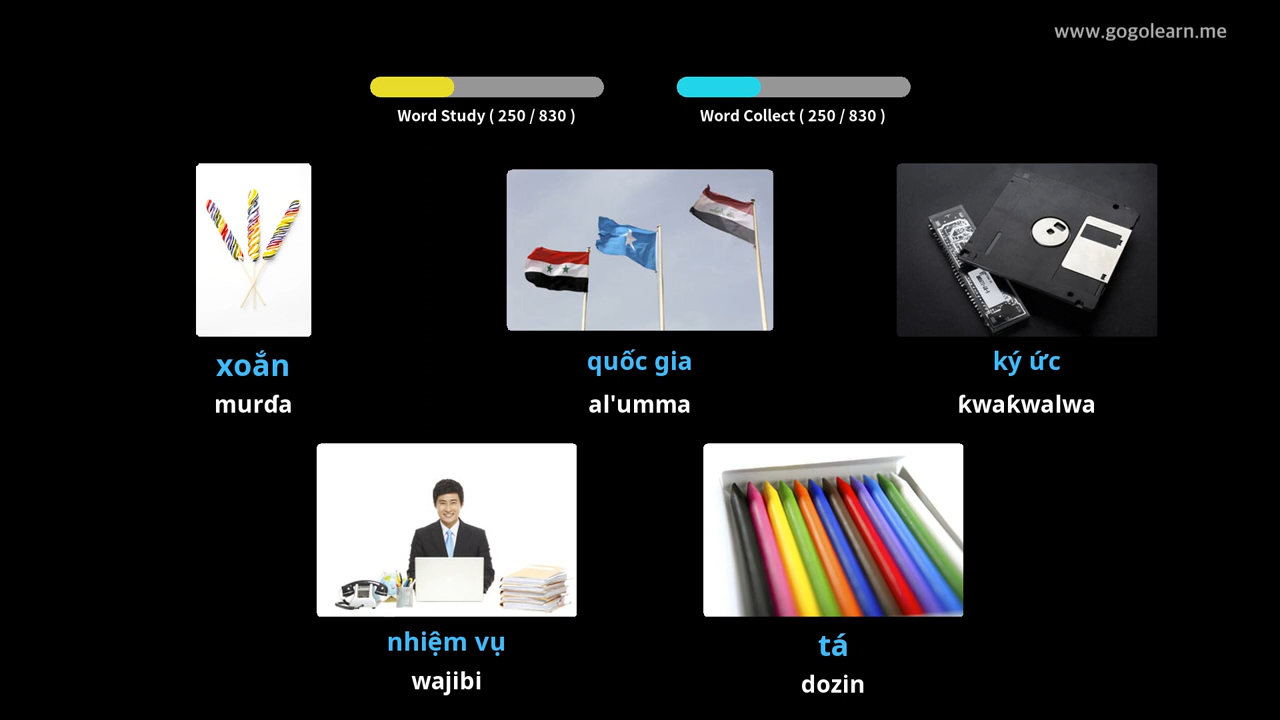 www.gogolearn.me
Word Study ( 250 / 830 )
Word Collect ( 250 / 830 )
xoắn
murɗa
quốc gia
al'umma
ký ức
ƙwaƙwalwa
nhiệm vụ
wajibi
tá
dozin